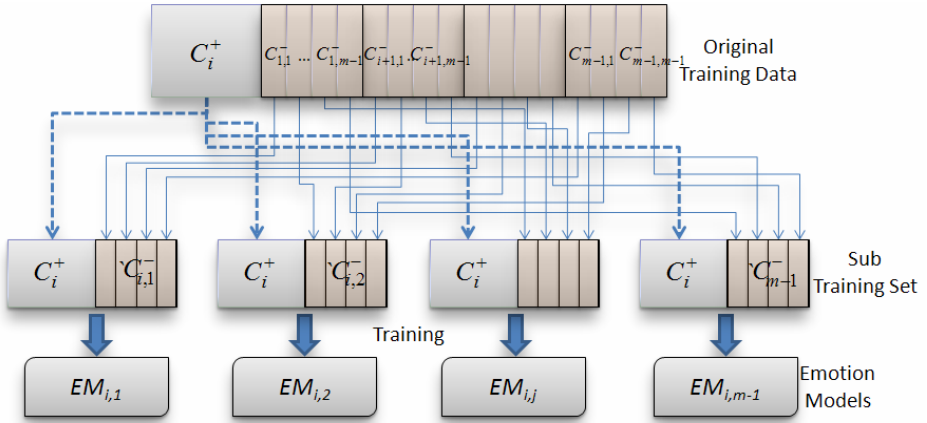 C_i^+ C_{1,1}^- ... C_{1,m-1}^- C_{i+1,1}^- ... C_{i+1,m-1}^- C_{m-1,1}^- C_{m-1,m-1}^-
Original
Training Data
C_i^+ `C_{i,1}^- C_i^+ `C_{i,2}^- C_i^+ C_i^+ `C_{m-1}^-
Sub
Training Set
Training
EM_{i,1} EM_{i,2} EM_{i,j} EM_{i,m-1}
Emotion
Models